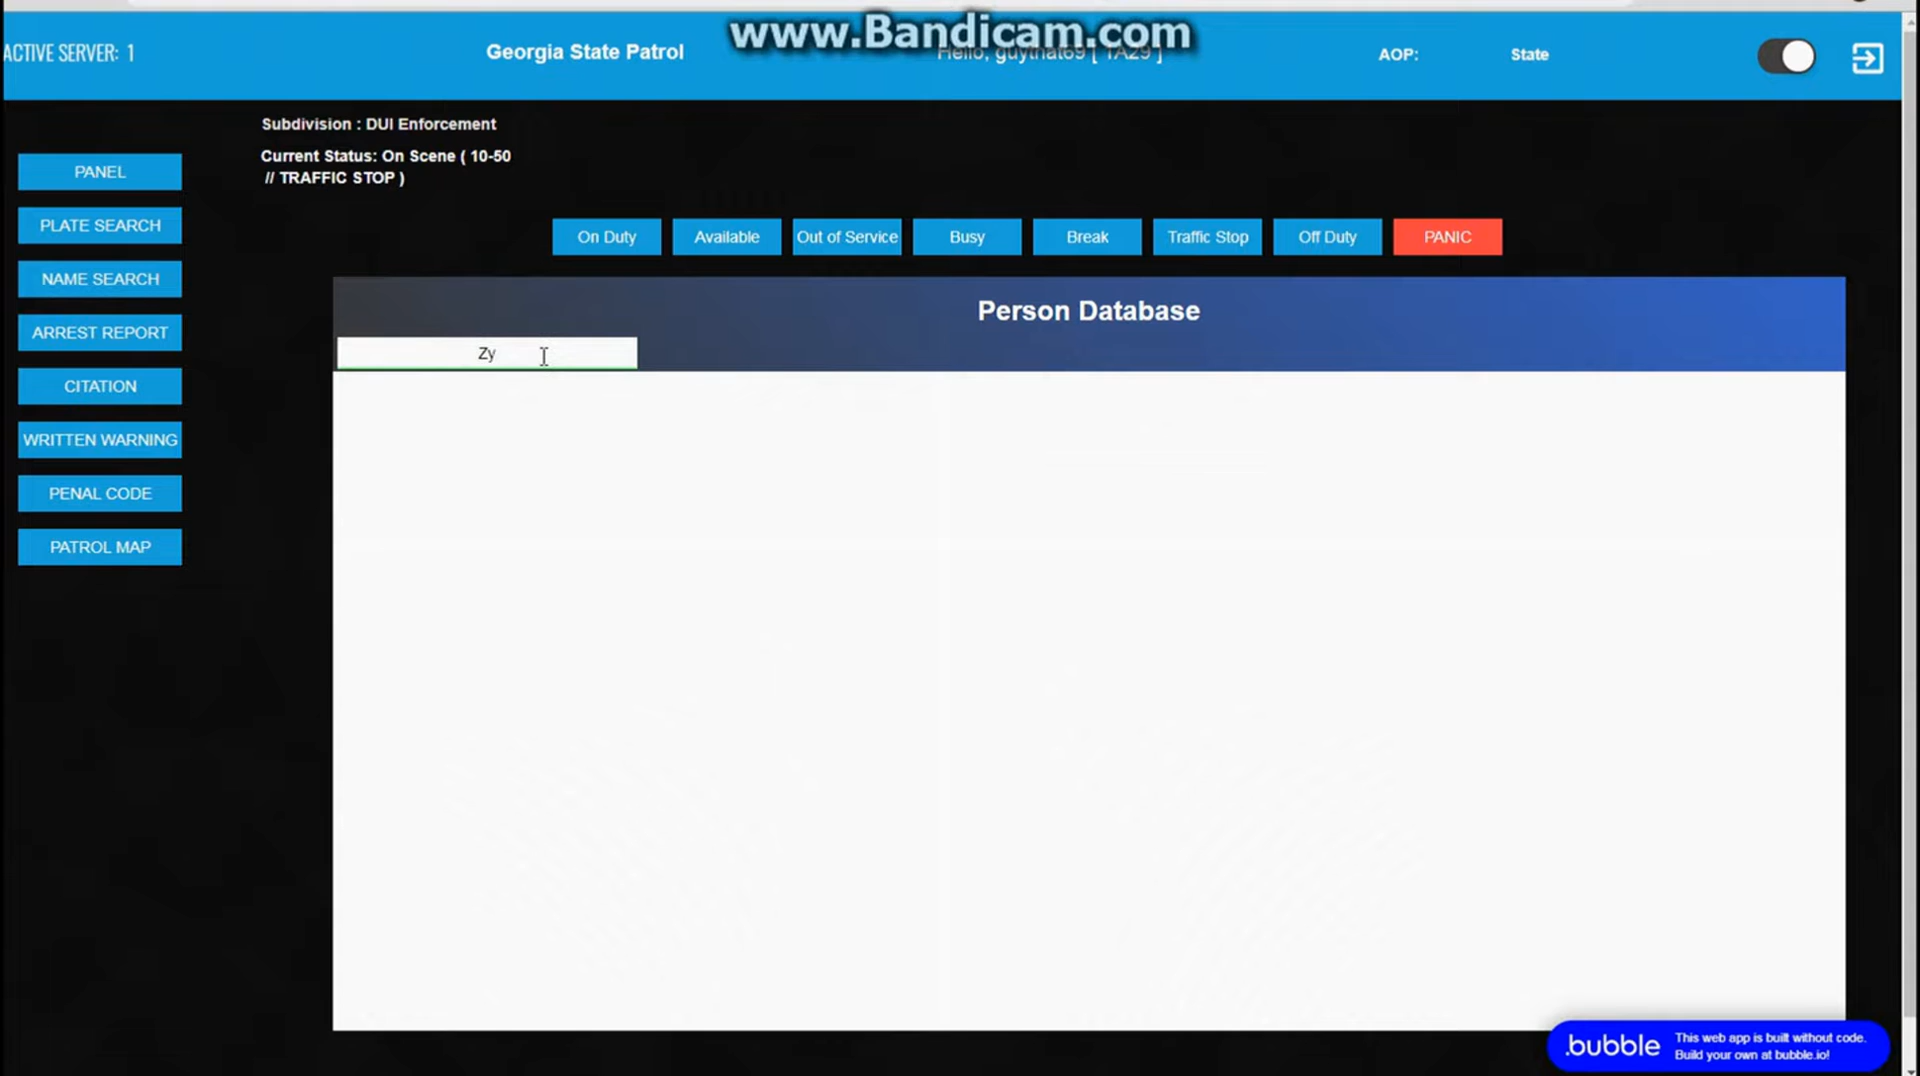 www.Bandicam.com
ACTIVE SERVER: 1
Georgia State Patrol
Hello, guythat69 [ 1A29 ]
AOP:
State
Subdivision : DUI Enforcement
Current Status: On Scene ( 10-50
// TRAFFIC STOP )
PANEL
PLATE SEARCH
NAME SEARCH
ARREST REPORT
CITATION
WRITTEN WARNING
PENAL CODE
PATROL MAP
On Duty
Available
Out of Service
Busy
Break
Traffic Stop
Off Duty
PANIC
Person Database
Zy
.bubble
This web app is built without code.
Build your own at bubble.io!